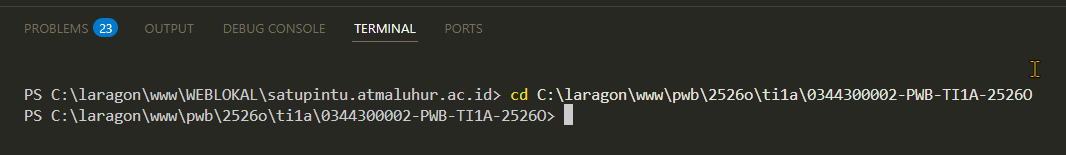 PROBLEMS 23 OUTPUT DEBUG CONSOLE TERMINAL PORTS
PS C:\laragon\www\WEBLOKAL\satupintu.atmaluhur.ac.id> cd C:\laragon\www\pwb\2526o\ti1a\0344300002-PWB-TI1A-2526O
PS C:\laragon\www\pwb\2526o\ti1a\0344300002-PWB-TI1A-2526O>